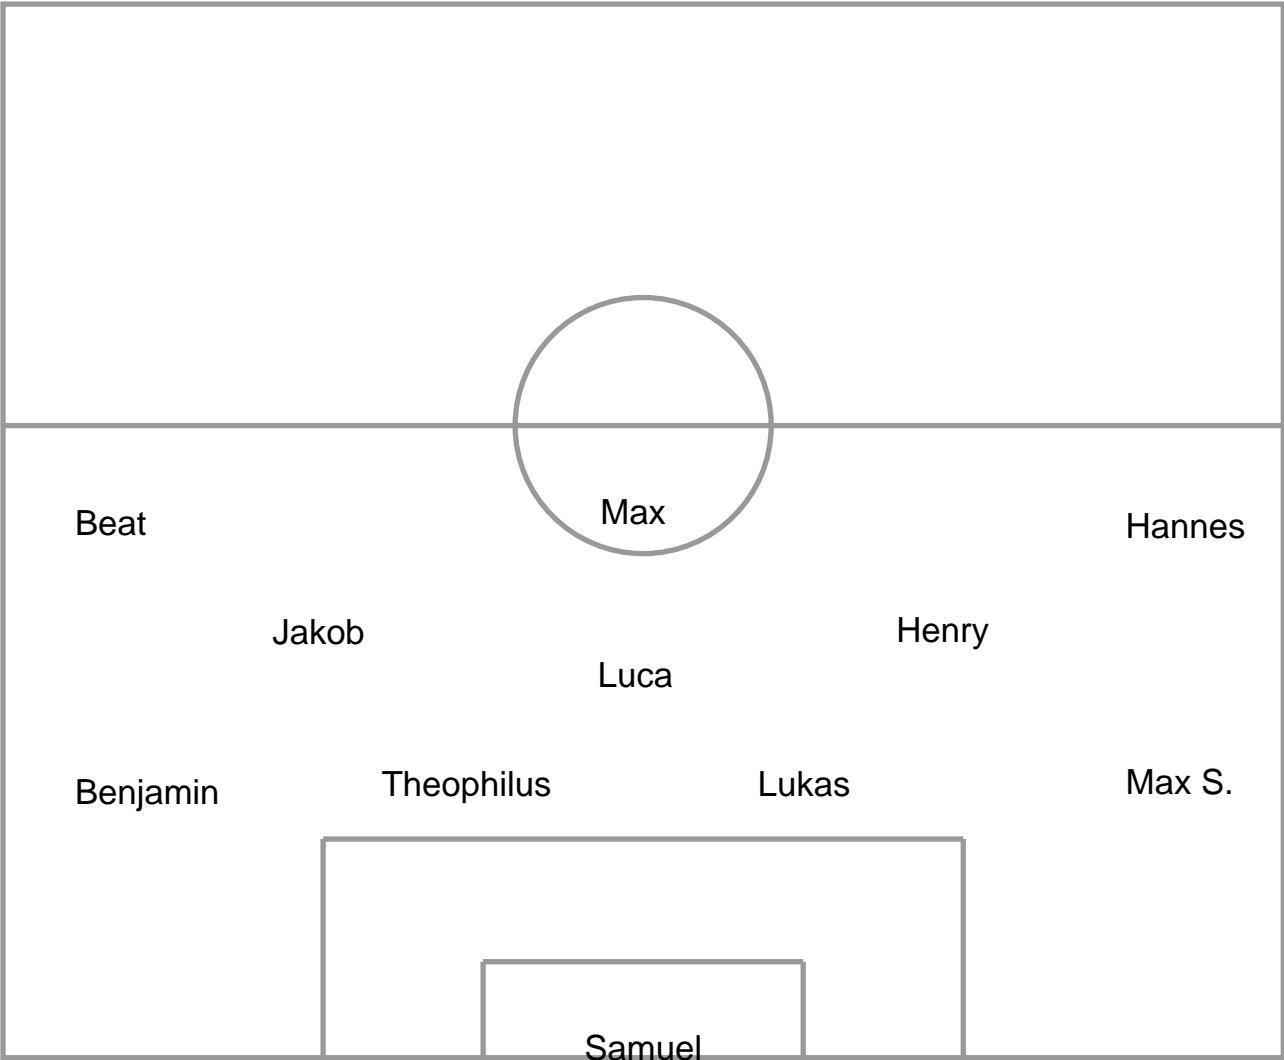 Beat
Max
Hannes
Jakob
Henry
Luca
Benjamin
Theophilus
Lukas
Max S.
Samuel